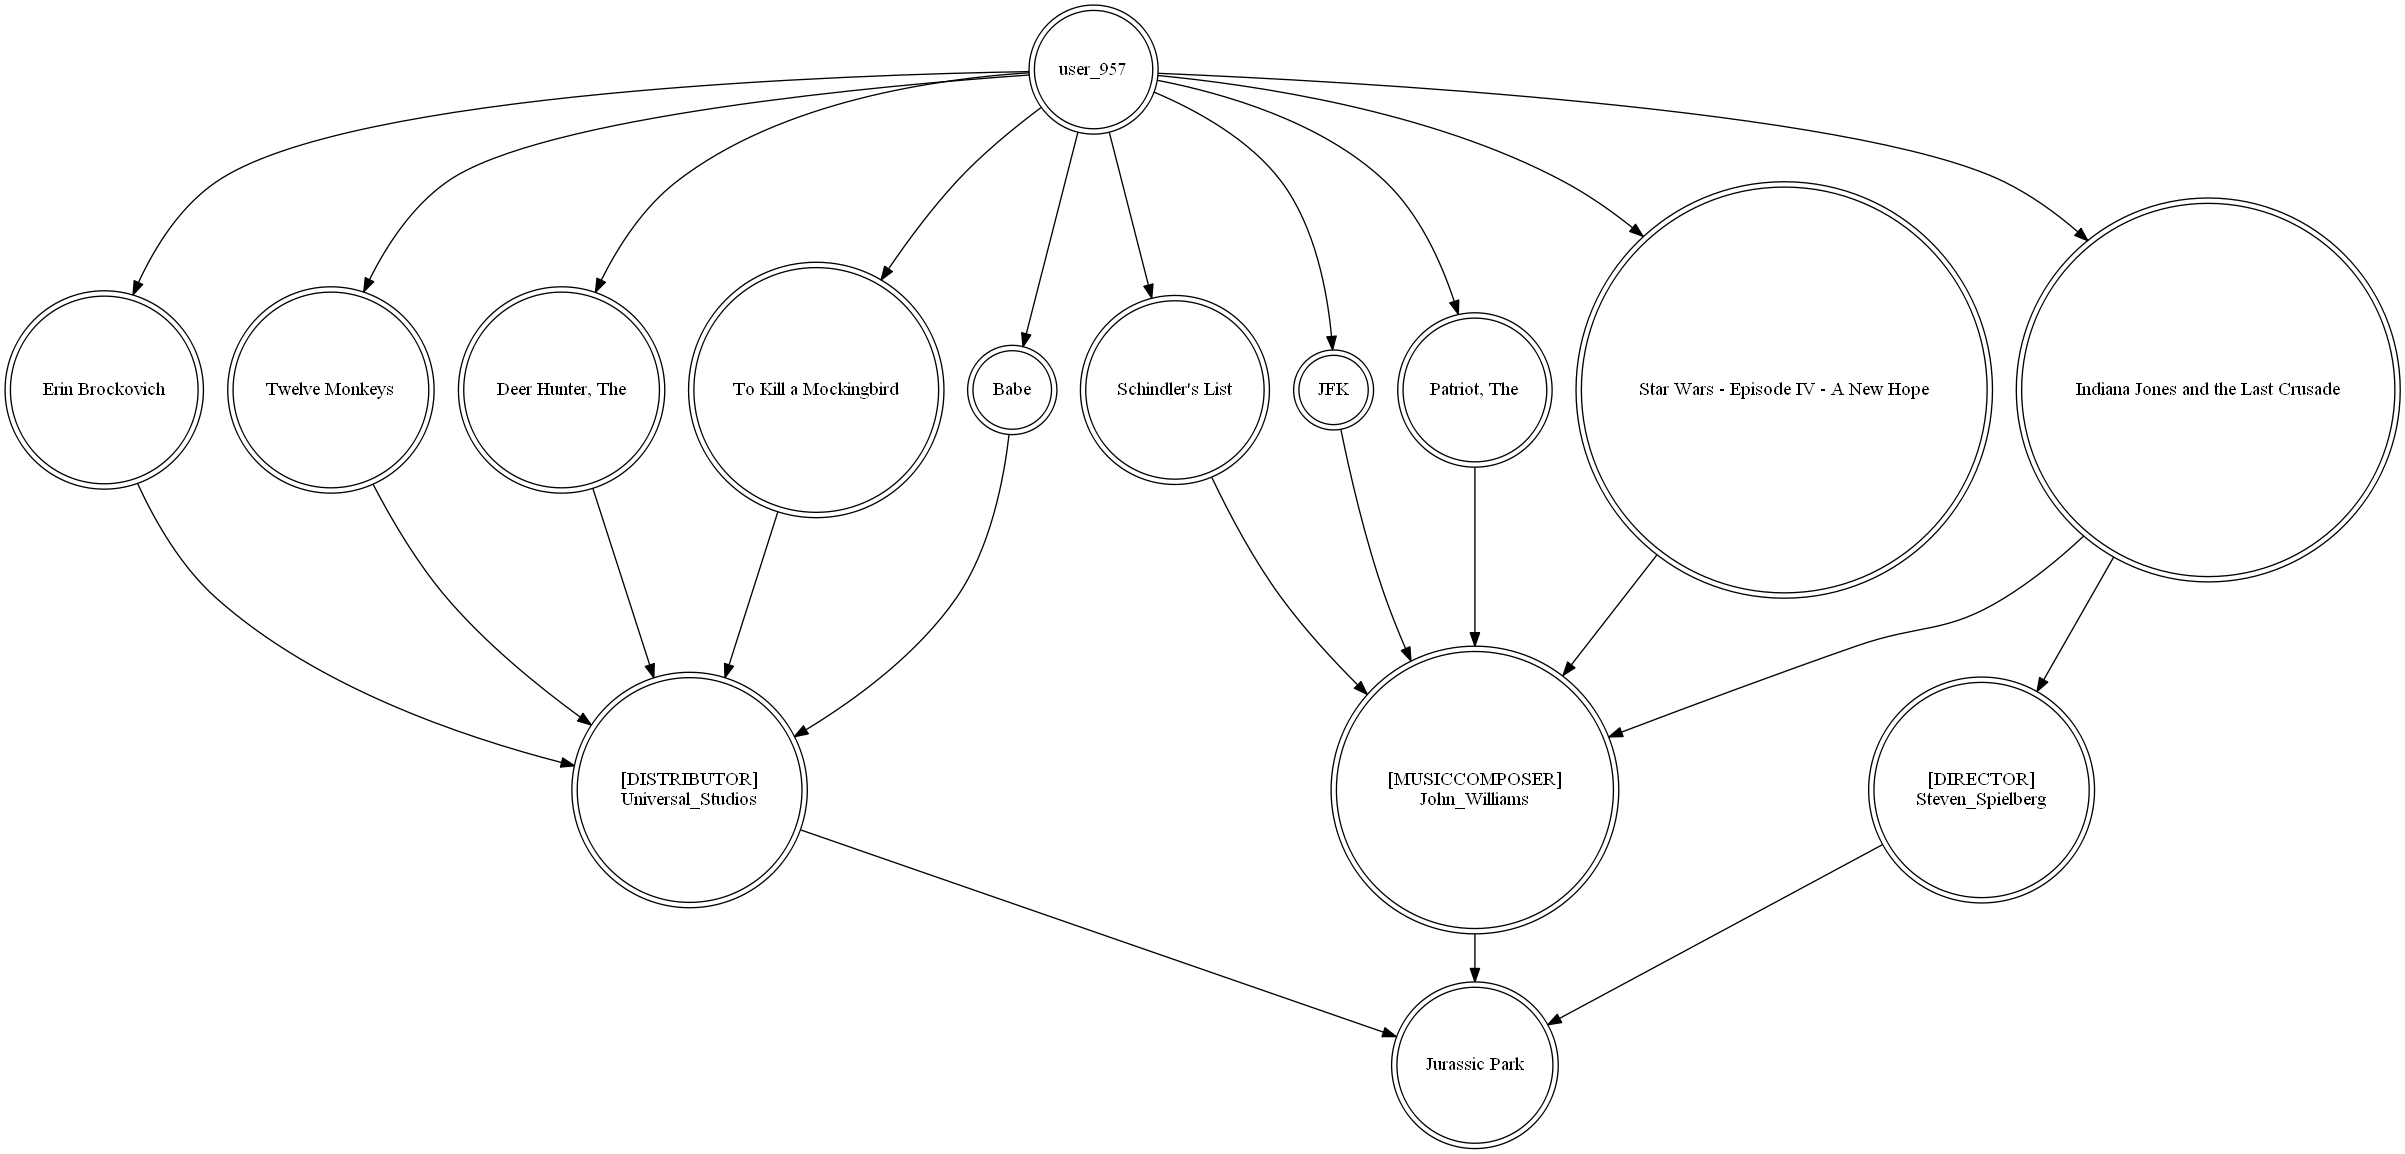 user_957
Erin Brockovich
Twelve Monkeys
Deer Hunter, The
To Kill a Mockingbird
Babe
Schindler's List
JFK
Patriot, The
Star Wars - Episode IV - A New Hope
Indiana Jones and the Last Crusade
[DISTRIBUTOR]
Universal_Studios
[MUSICCOMPOSER]
John_Williams
[DIRECTOR]
Steven_Spielberg
Jurassic Park